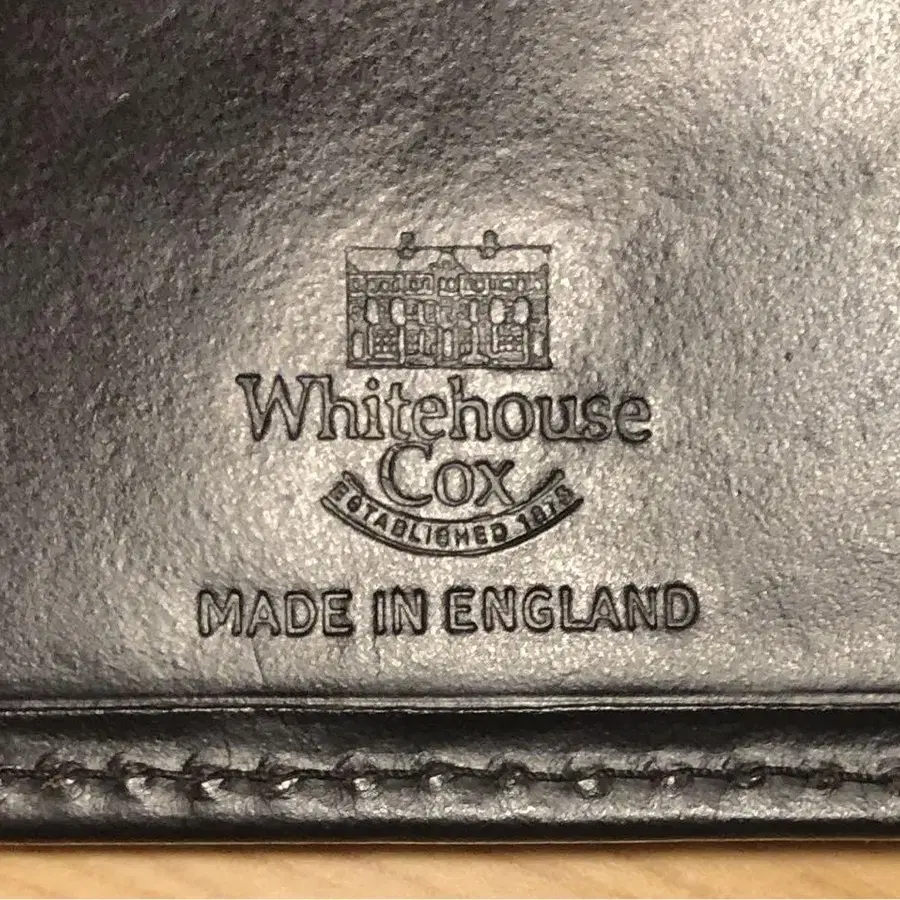 Whitehouse
Cox
ESTABLISHED 1875
MADE IN ENGLAND